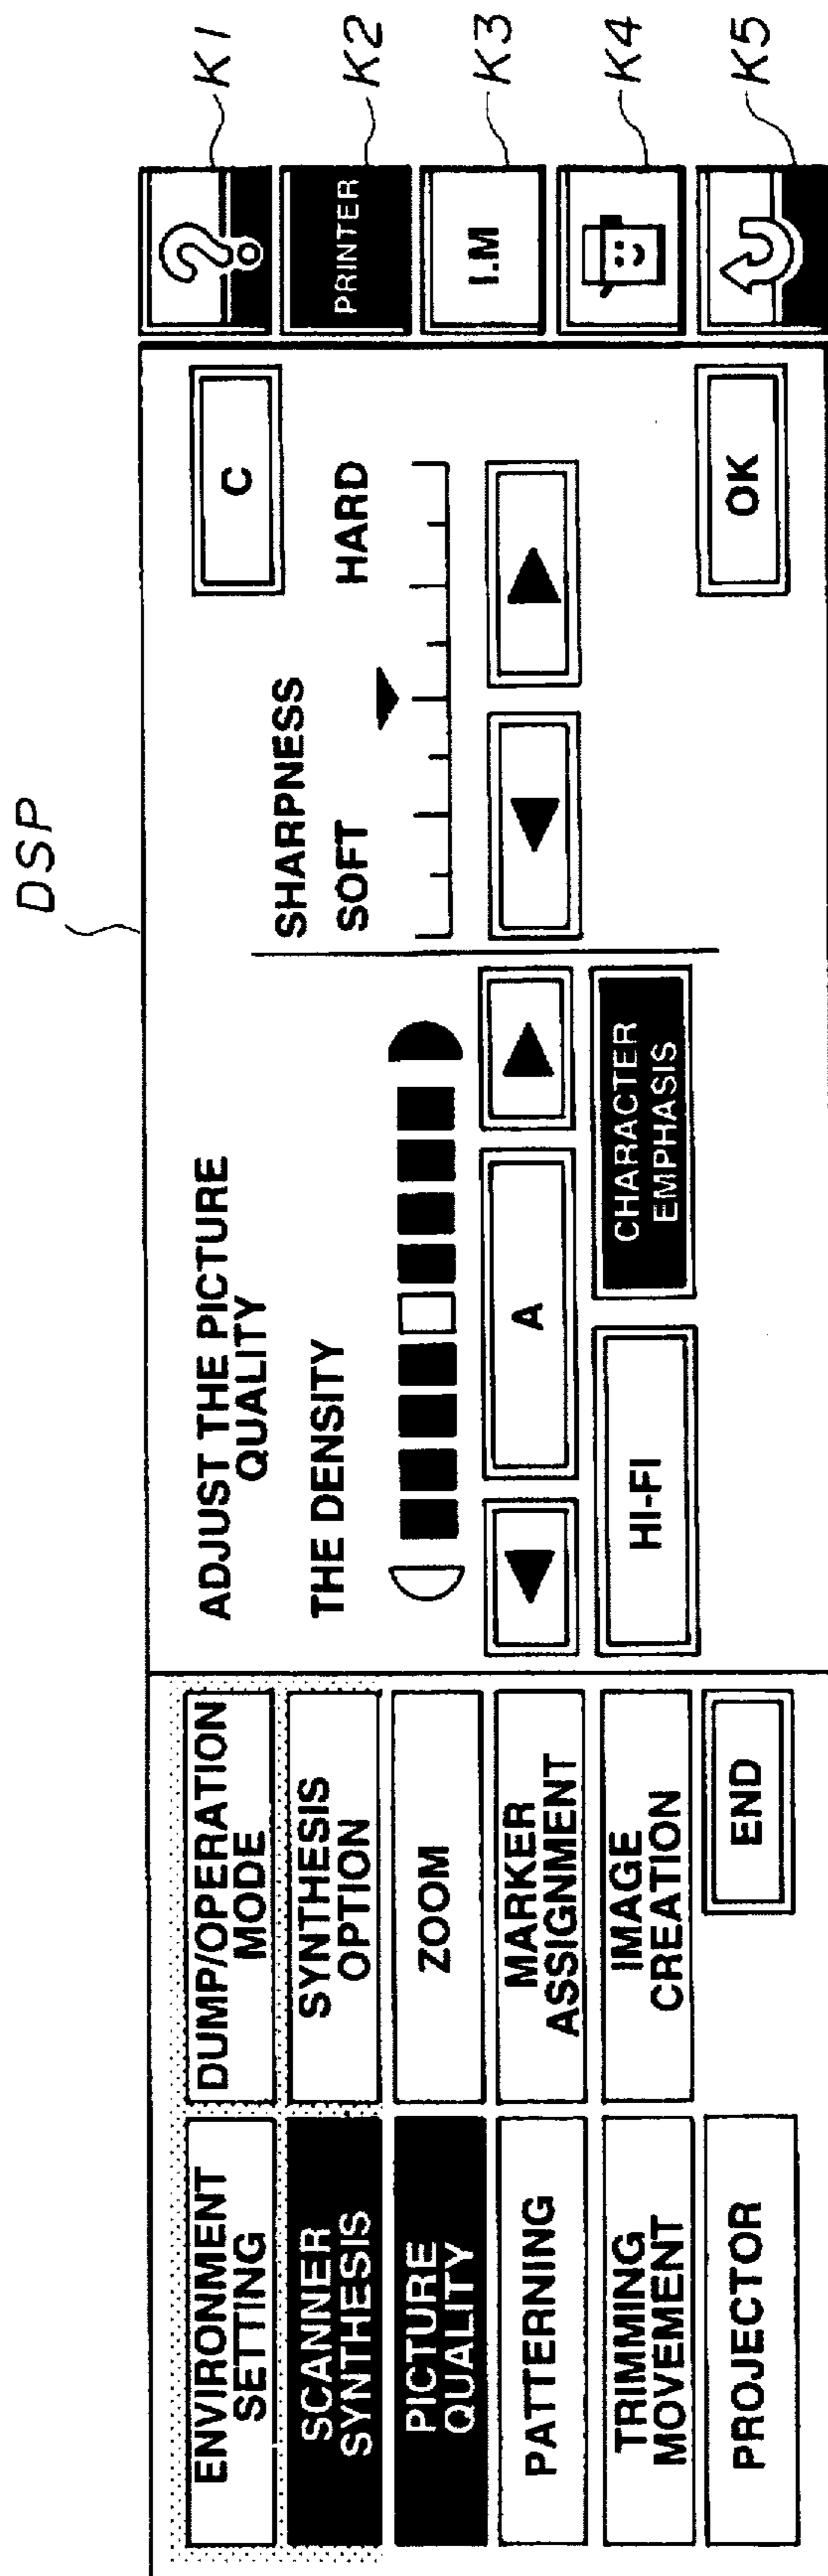 DSP
ENVIRONMENT
SETTING
DUMP/OPERATION
MODE
SCANNER
SYNTHESIS
SYNTHESIS
OPTION
PICTURE
QUALITY
ZOOM
PATTERNING
MARKER
ASSIGNMENT
TRIMMING
MOVEMENT
IMAGE
CREATION
PROJECTOR
END
ADJUST THE PICTURE
QUALITY
THE DENSITY
A
HI-FI
CHARACTER
EMPHASIS
C
SHARPNESS
SOFT HARD
OK
?
K1
PRINTER
K2
I.M
K3
K4
K5